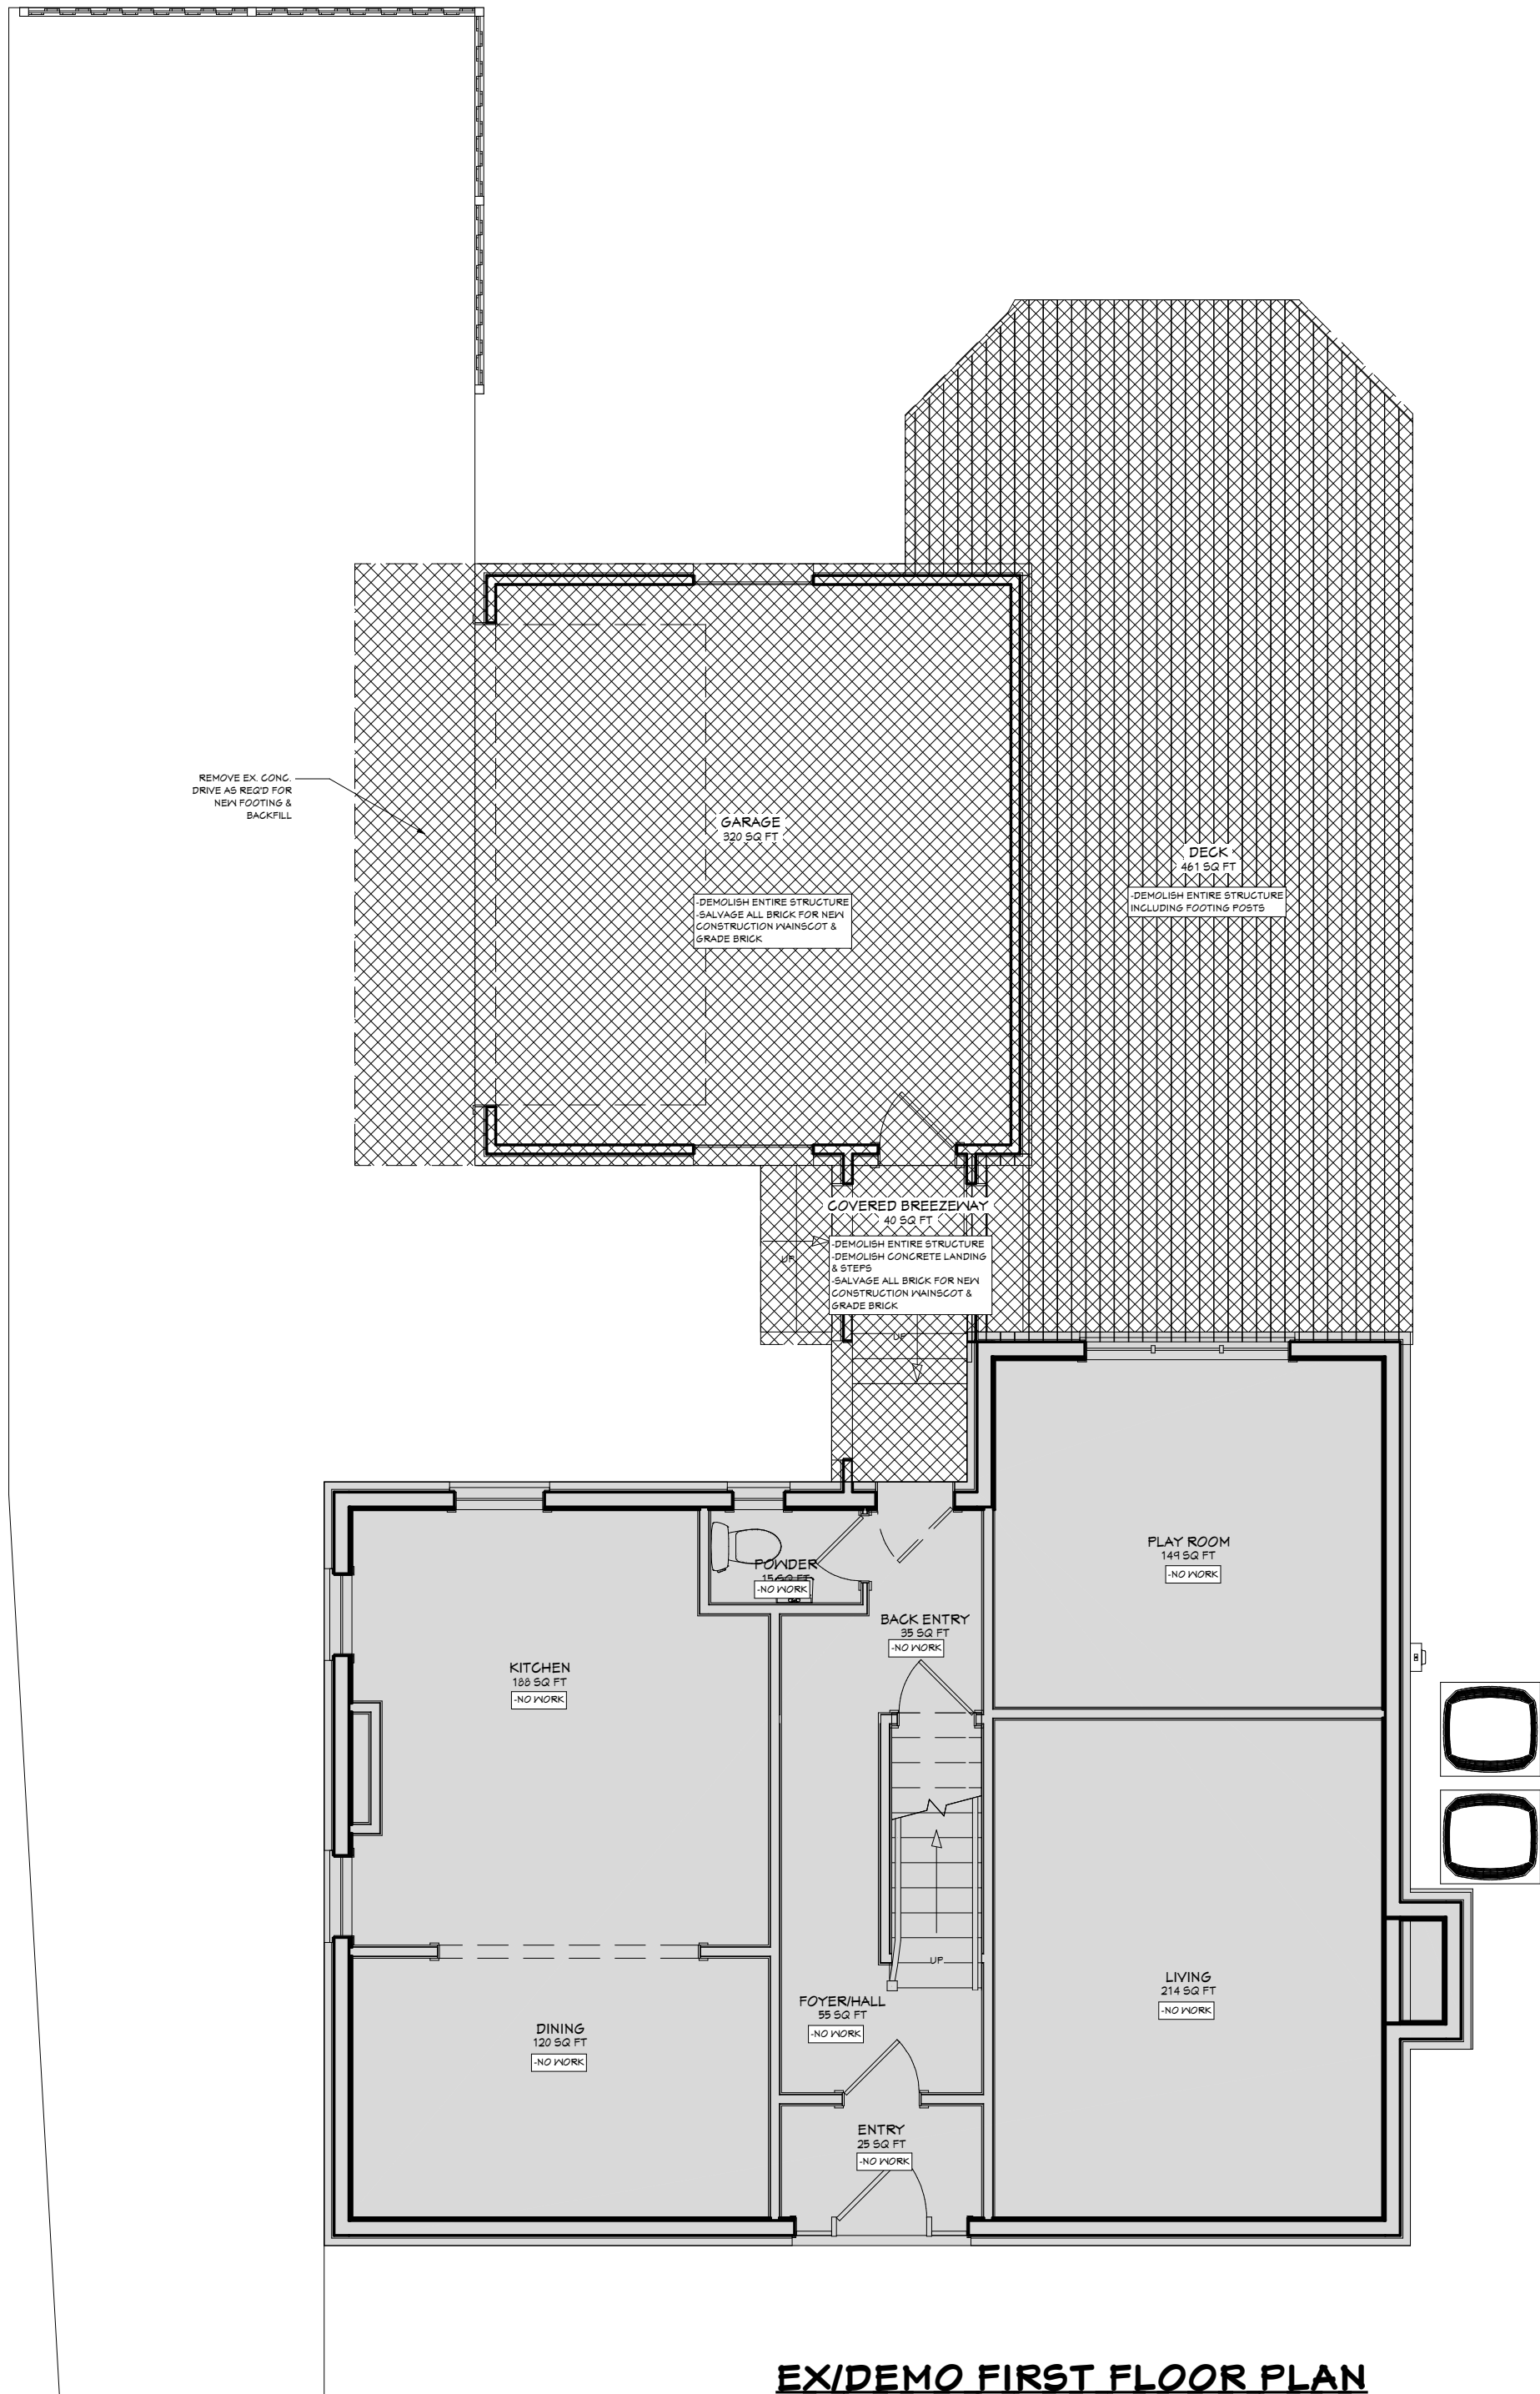 REMOVE EX. CONC.
DRIVE AS REQ'D FOR
NEW FOOTING &
BACKFILL
GARAGE
320 SQ FT
-DEMOLISH ENTIRE STRUCTURE
-SALVAGE ALL BRICK FOR NEW
CONSTRUCTION WAINSCOT &
GRADE BRICK
DECK
461 SQ FT
-DEMOLISH ENTIRE STRUCTURE
INCLUDING FOOTING POSTS
COVERED BREEZEWAY
40 SQ FT
-DEMOLISH ENTIRE STRUCTURE
-DEMOLISH CONCRETE LANDING
& STEPS
-SALVAGE ALL BRICK FOR NEW
CONSTRUCTION WAINSCOT &
GRADE BRICK
UP
UP
PLAY ROOM
149 SQ FT
-NO WORK
POWDER
15 SQ FT
-NO WORK
BACK ENTRY
35 SQ FT
-NO WORK
KITCHEN
188 SQ FT
-NO WORK
UP
LIVING
214 SQ FT
-NO WORK
FOYER/HALL
55 SQ FT
-NO WORK
DINING
120 SQ FT
-NO WORK
ENTRY
25 SQ FT
-NO WORK
EX/DEMO FIRST FLOOR PLAN